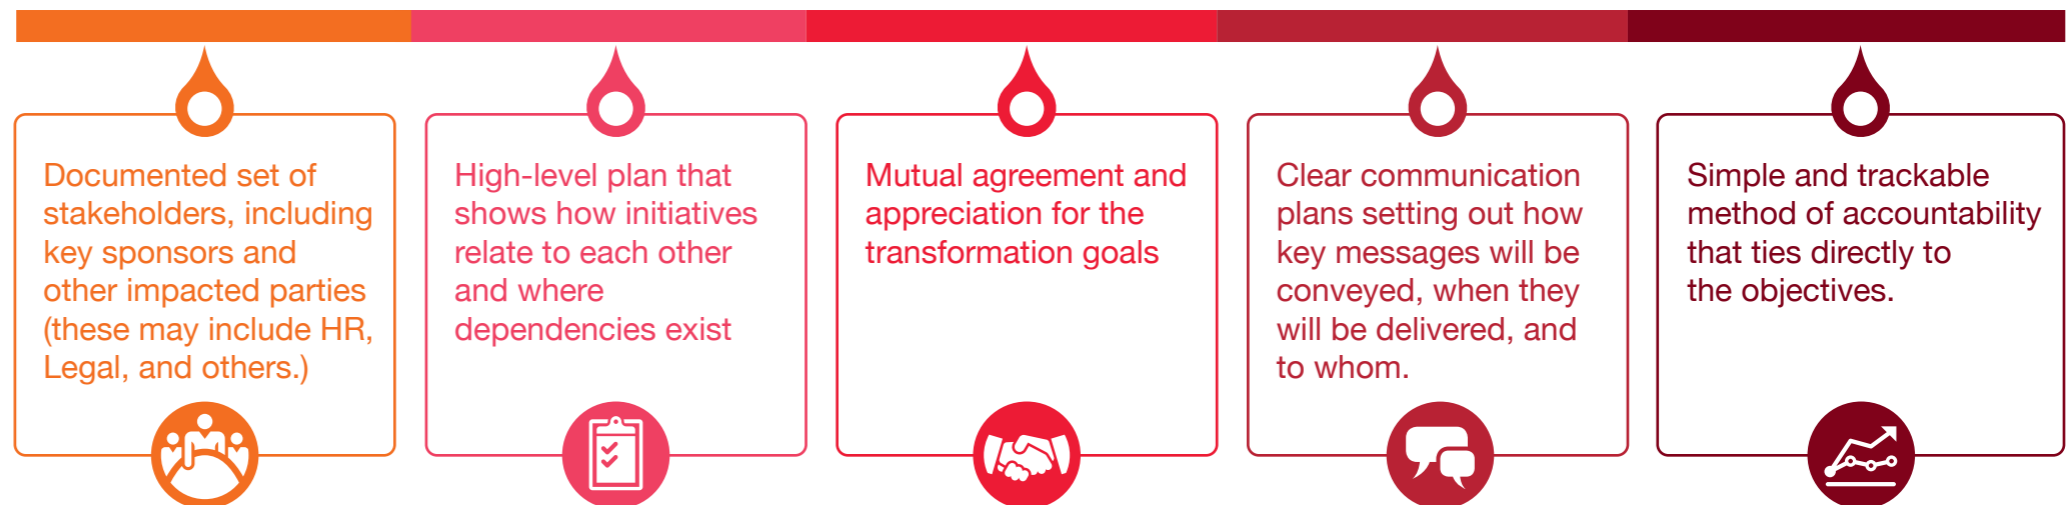 Documented set of
stakeholders, including
key sponsors and
other impacted parties
(these may include HR,
Legal, and others.)
High-level plan that
shows how initiatives
relate to each other
and where
dependencies exist
Mutual agreement and
appreciation for the
transformation goals
Clear communication
plans setting out how
key messages will be
conveyed, when they
will be delivered, and
to whom.
Simple and trackable
method of accountability
that ties directly to
the objectives.